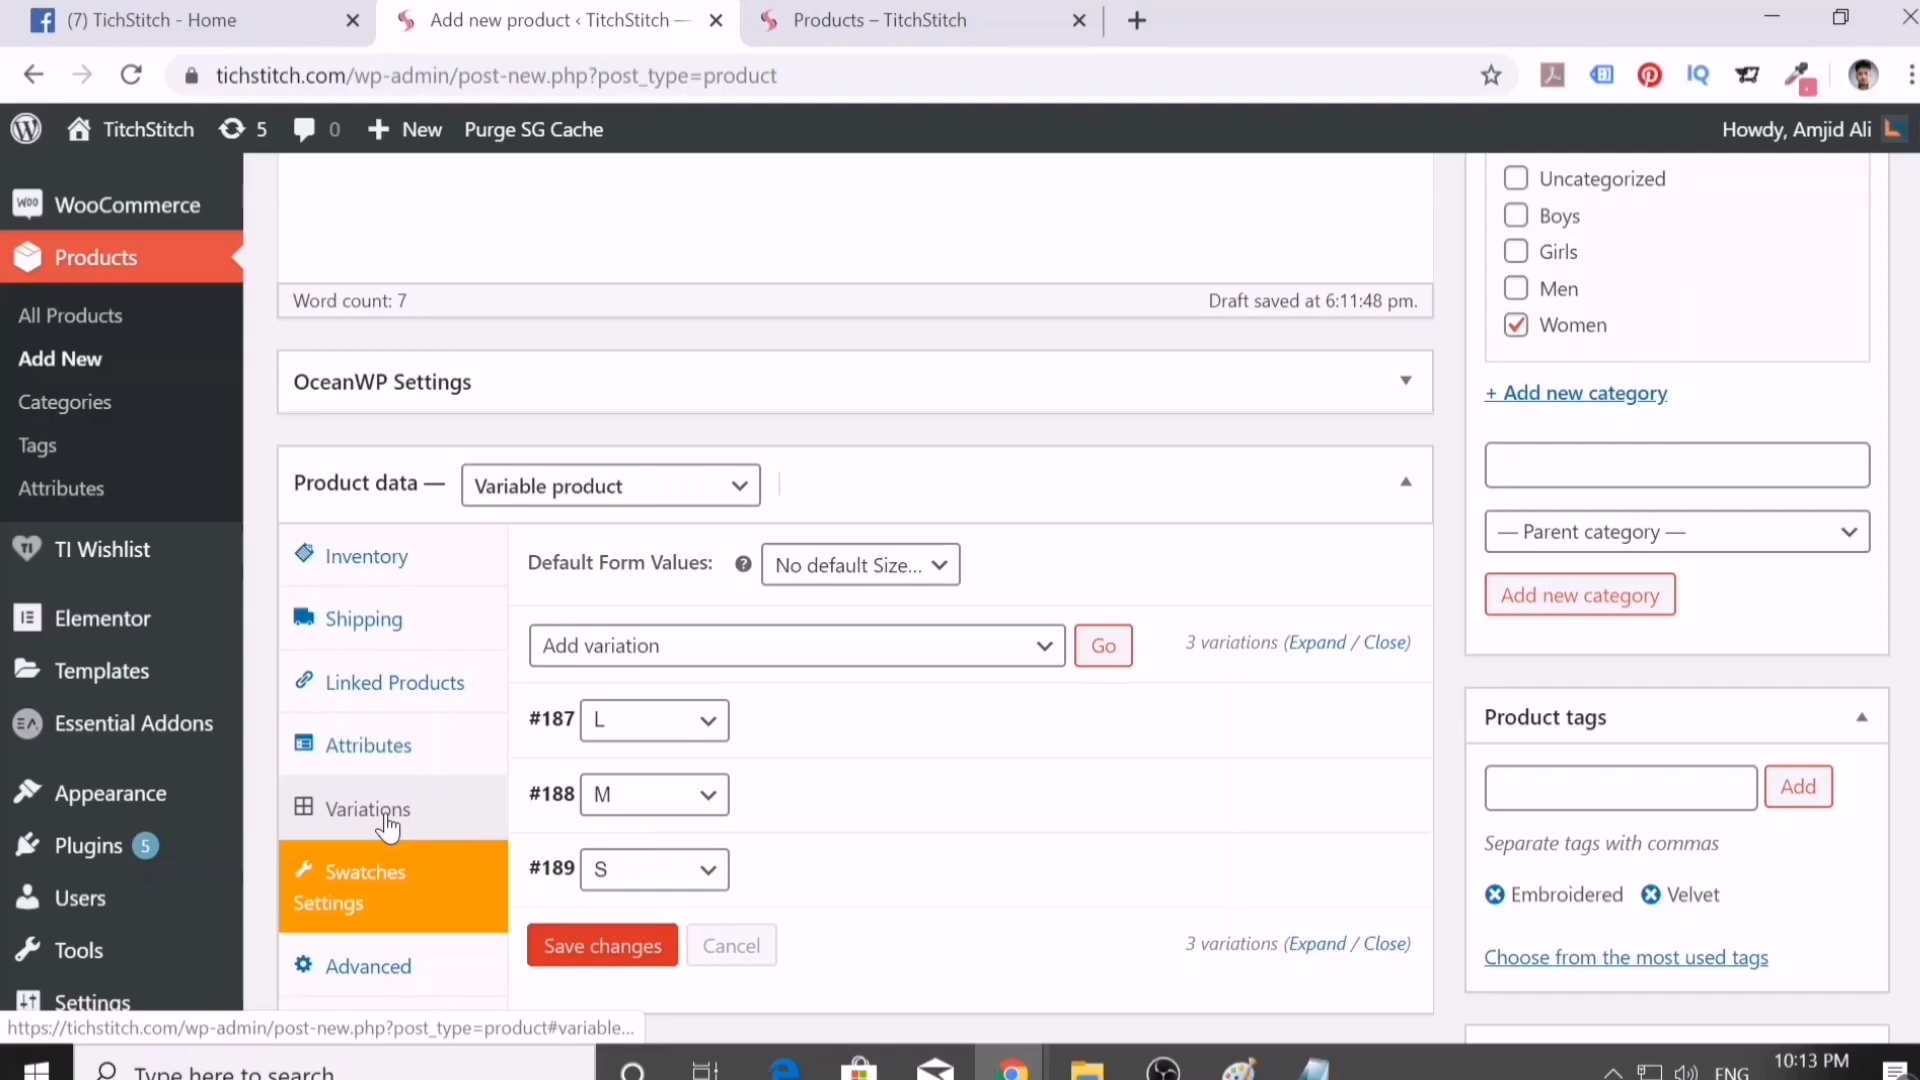 (7) TichStitch - Home
Add new product ‹ TitchStitch —
Products – TitchStitch
tichstitch.com/wp-admin/post-new.php?post_type=product
IQ
TitchStitch
5
0
New
Purge SG Cache
Howdy, Amjid Ali
WooCommerce
Products
All Products
Add New
Categories
Tags
Attributes
TI Wishlist
Elementor
Templates
Essential Addons
Appearance
Plugins 5
Users
Tools
Settings
Word count: 7
Draft saved at 6:11:48 pm.
OceanWP Settings
Product data —
Variable product
Inventory
Shipping
Linked Products
Attributes
Variations
Swatches
Settings
Advanced
Default Form Values:
No default Size...
Add variation
Go
3 variations (Expand / Close)
#187 L
#188 M
#189 S
Save changes
Cancel
3 variations (Expand / Close)
Uncategorized
Boys
Girls
Men
Women
+ Add new category
— Parent category —
Add new category
Product tags
Add
Separate tags with commas
Embroidered
Velvet
Choose from the most used tags
https://tichstitch.com/wp-admin/post-new.php?post_type=product#variable...
Type here to search
ENG
10:13 PM